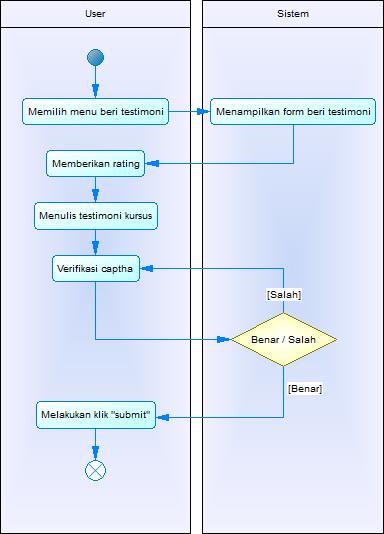 User
Sistem
Memilih menu beri testimoni
Menampilkan form beri testimoni
Memberikan rating
Menulis testimoni kursus
Verifikasi captha
[Salah]
Benar / Salah
[Benar]
Melakukan klik "submit"